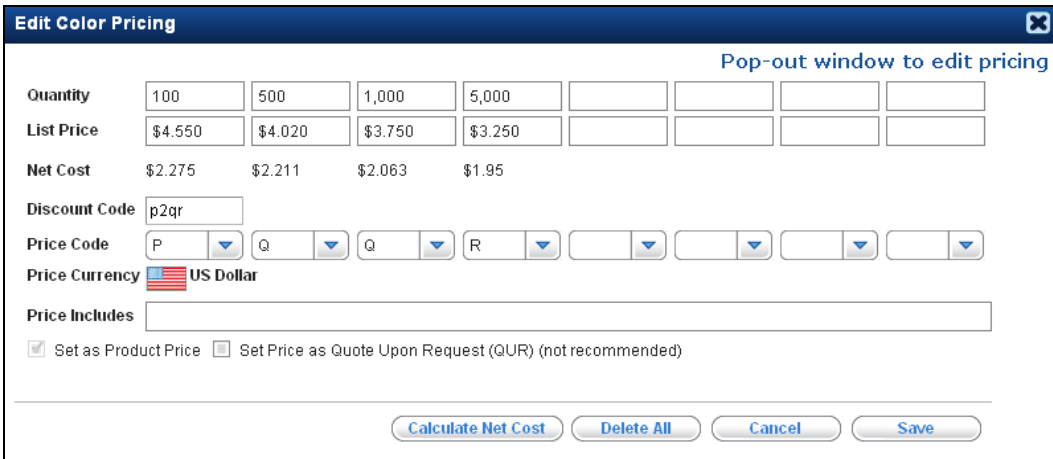 Edit Color Pricing
Pop-out window to edit pricing
Quantity 100 500 1,000 5,000
List Price $4.550 $4.020 $3.750 $3.250
Net Cost $2.275 $2.211 $2.063 $1.95
Discount Code p2qr
Price Code P Q Q R
Price Currency US Dollar
Price Includes
Set as Product Price Set Price as Quote Upon Request (QUR) (not recommended)
Calculate Net Cost Delete All Cancel Save